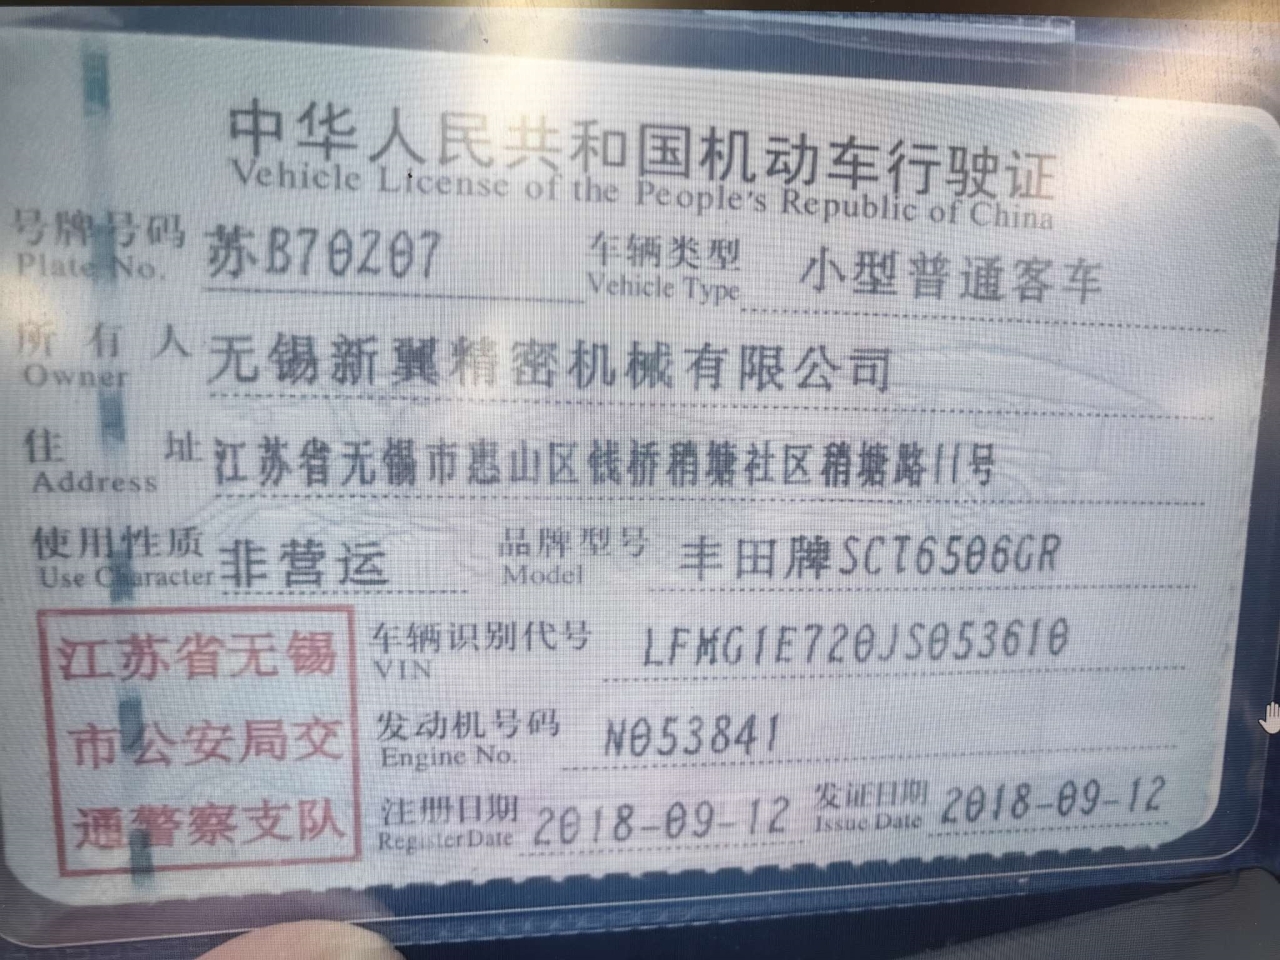 中华人民共和国机动车行驶证
Vehicle License of the People's Republic of China
号牌号码 苏B70207 车辆类型 小型普通客车
Plate No. Vehicle Type
所有人 无锡新翼精密机械有限公司
Owner
住址 江苏省无锡市惠山区钱桥稍塘社区稍塘路11号
Address
使用性质 非营运 品牌型号 丰田牌SCT6506GR
Use Character Model
江苏省无锡
市公安局交
通警察支队
车辆识别代号 LFMG1E720JS053610
VIN
发动机号码 N053841
Engine No.
注册日期 2018-09-12 发证日期 2018-09-12
Register Date Issue Date